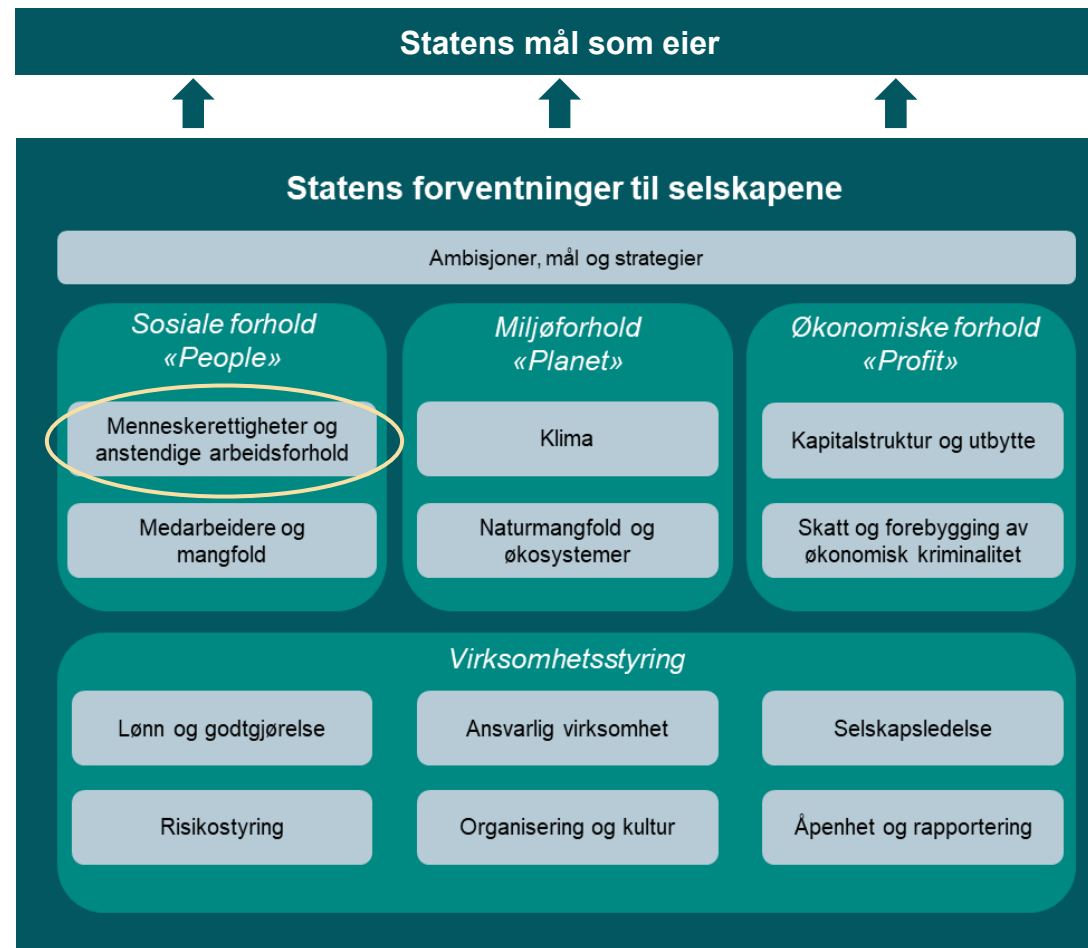 Statens mål som eier
Statens forventninger til selskapene
Ambisjoner, mål og strategier
Sosiale forhold
«People»
Menneskerettigheter og
anstendige arbeidsforhold
Medarbeidere og
mangfold
Miljøforhold
«Planet»
Klima
Naturmangfold og
økosystemer
Økonomiske forhold
«Profit»
Kapitalstruktur og utbytte
Skatt og forebygging av
økonomisk kriminalitet
Virksomhetsstyring
Lønn og godtgjørelse
Ansvarlig virksomhet
Selskapsledelse
Risikostyring
Organisering og kultur
Åpenhet og rapportering